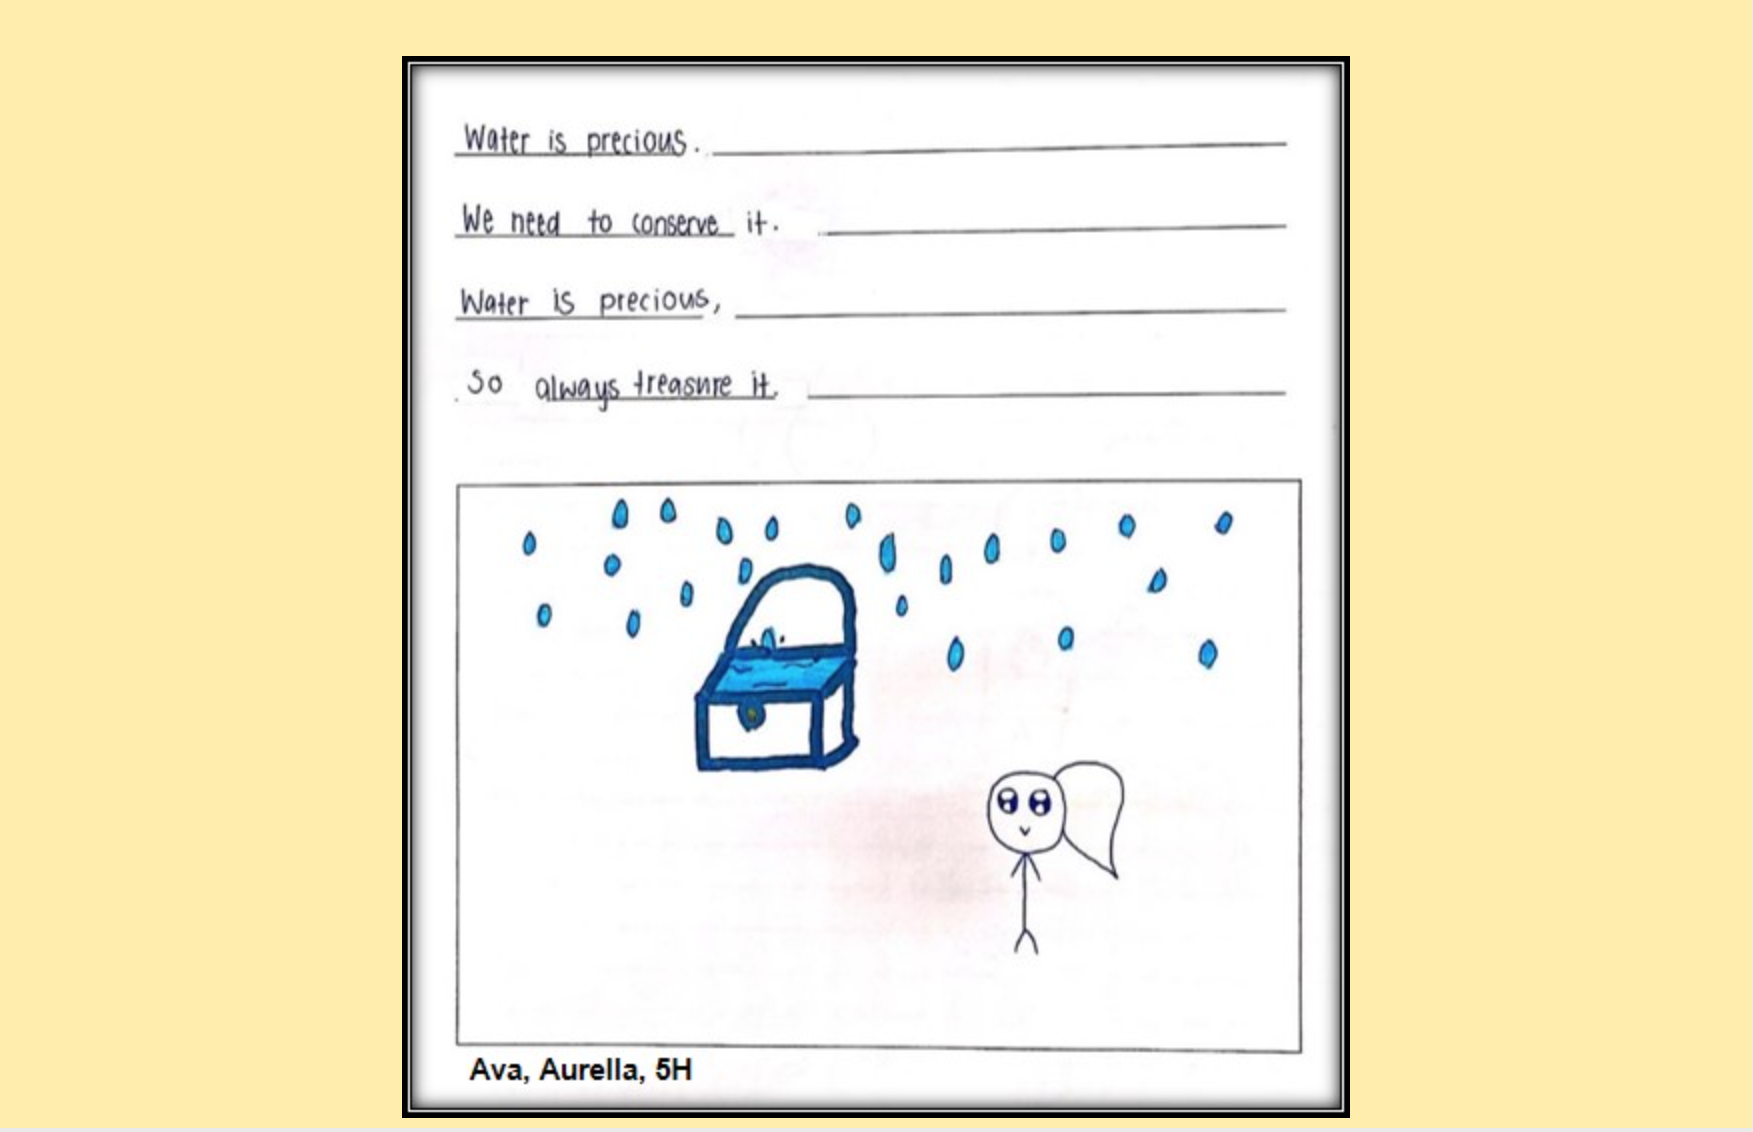 Water is precious.
We need to conserve it.
Water is precious,
So always treasure it.
Ava, Aurella, 5H